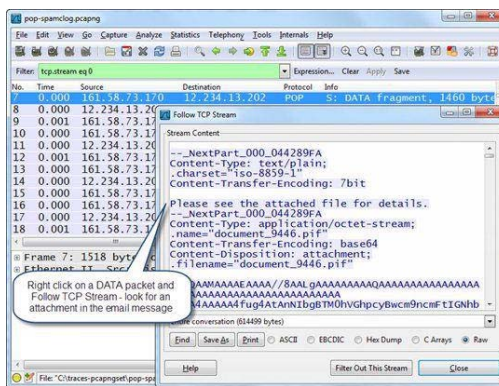 pop-spamclog.pcapng
File Edit View Go Capture Analyze Statistics Telephony Tools Internals Help
Filter: tcp.stream eq 0 Expression... Clear Apply Save
No. Time Source Destination Protocol Info
7 0.000 161.58.73.170 12.234.13.202 POP S: DATA fragment, 1460 byte
8 0.000 12.234.13.20
9 0.001 161.58.73.17
10 0.000 161.58.73.17
11 0.000 12.234.13.20
12 0.001 161.58.73.17
13 0.000 161.58.73.17
14 0.000 12.234.13.20
15 0.000 161.58.73.17
16 0.001 161.58.73.17
17 0.000 12.234.13.20
18 0.001 161.58.73.17
Frame 7: 1518 byte
Ethernet II, Src:
Right click on a DATA packet and
Follow TCP Stream - look for an
attachment in the email message
File: "C:\traces-pcapngset\pop-spa
Follow TCP Stream
Stream Content
--_NextPart_000_044289FA
Content-Type: text/plain;
.charset="iso-8859-1"
Content-Transfer-Encoding: 7bit
Please see the attached file for details.
--_NextPart_000_044289FA
Content-Type: application/octet-stream;
.name="document_9446.pif"
Content-Transfer-Encoding: base64
Content-Disposition: attachment;
.filename="document_9446.pif"
conversation (614499 bytes)
Find Save As Print ASCII EBCDIC Hex Dump C Arrays Raw
Help Filter Out This Stream Close